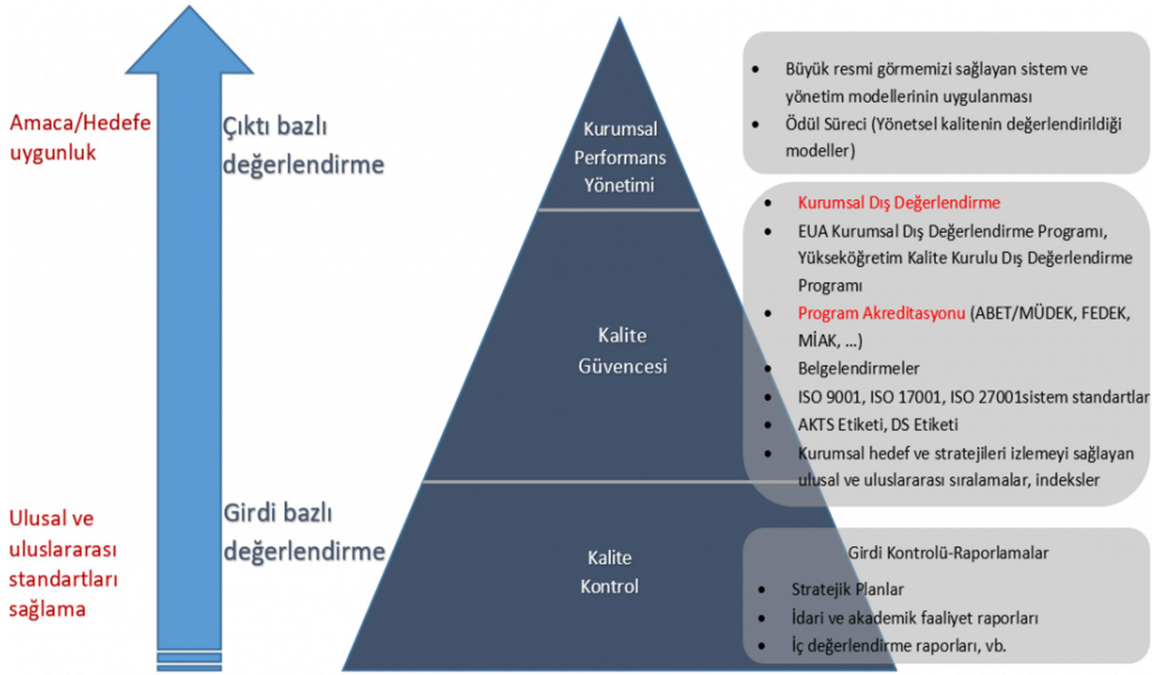 Amaca/Hedefe
uygunluk
Çıktı bazlı
değerlendirme
Ulusal ve
uluslararası
standartları
sağlama
Girdi bazlı
değerlendirme
Kurumsal
Performans
Yönetimi
Kalite
Güvencesi
Kalite
Kontrol
• Büyük resmi görmemizi sağlayan sistem ve
yönetim modellerinin uygulanması
• Ödül Süreci (Yönetsel kalitenin değerlendirildiği
modeller)
• Kurumsal Dış Değerlendirme
• EUA Kurumsal Dış Değerlendirme Programı,
Yükseköğretim Kalite Kurulu Dış Değerlendirme
Programı
• Program Akreditasyonu (ABET/MÜDEK, FEDEK,
MİAK, ...)
• Belgelendirmeler
• ISO 9001, ISO 17001, ISO 27001sistem standartlar
• AKTS Etiketi, DS Etiketi
• Kurumsal hedef ve stratejileri izlemeyi sağlayan
ulusal ve uluslararası sıralamalar, indeksler
Girdi Kontrolü-Raporlamalar
• Stratejik Planlar
• İdari ve akademik faaliyet raporları
• İç değerlendirme raporları, vb.